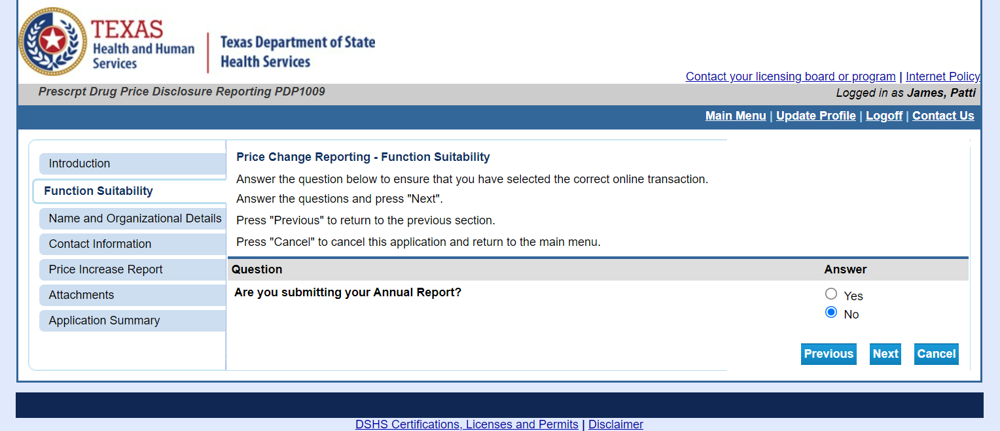 TEXAS
Health and Human
Services
Texas Department of State
Health Services
Contact your licensing board or program | Internet Policy
Prescrpt Drug Price Disclosure Reporting PDP1009
Logged in as James, Patti
Main Menu | Update Profile | Logoff | Contact Us
Introduction
Function Suitability
Name and Organizational Details
Contact Information
Price Increase Report
Attachments
Application Summary
Price Change Reporting - Function Suitability
Answer the question below to ensure that you have selected the correct online transaction.
Answer the questions and press "Next".
Press "Previous" to return to the previous section.
Press "Cancel" to cancel this application and return to the main menu.
Question Answer
Are you submitting your Annual Report?
Yes
No
Previous Next Cancel
DSHS Certifications, Licenses and Permits | Disclaimer